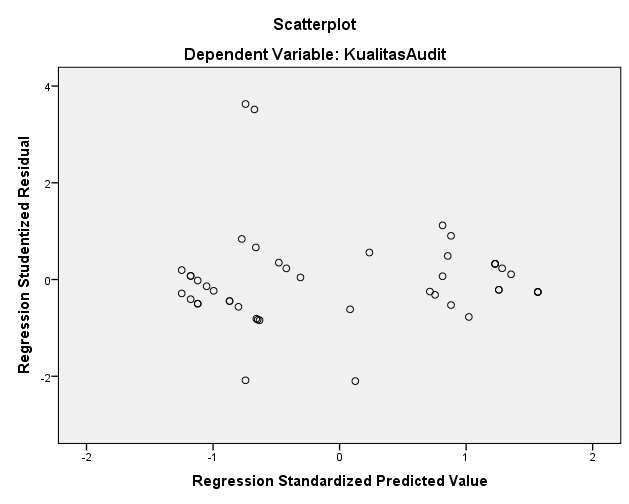 Scatterplot
Dependent Variable: KualitasAudit
Regression Studentized Residual
4
2
0
-2
-2
-1
0
1
2
Regression Standardized Predicted Value